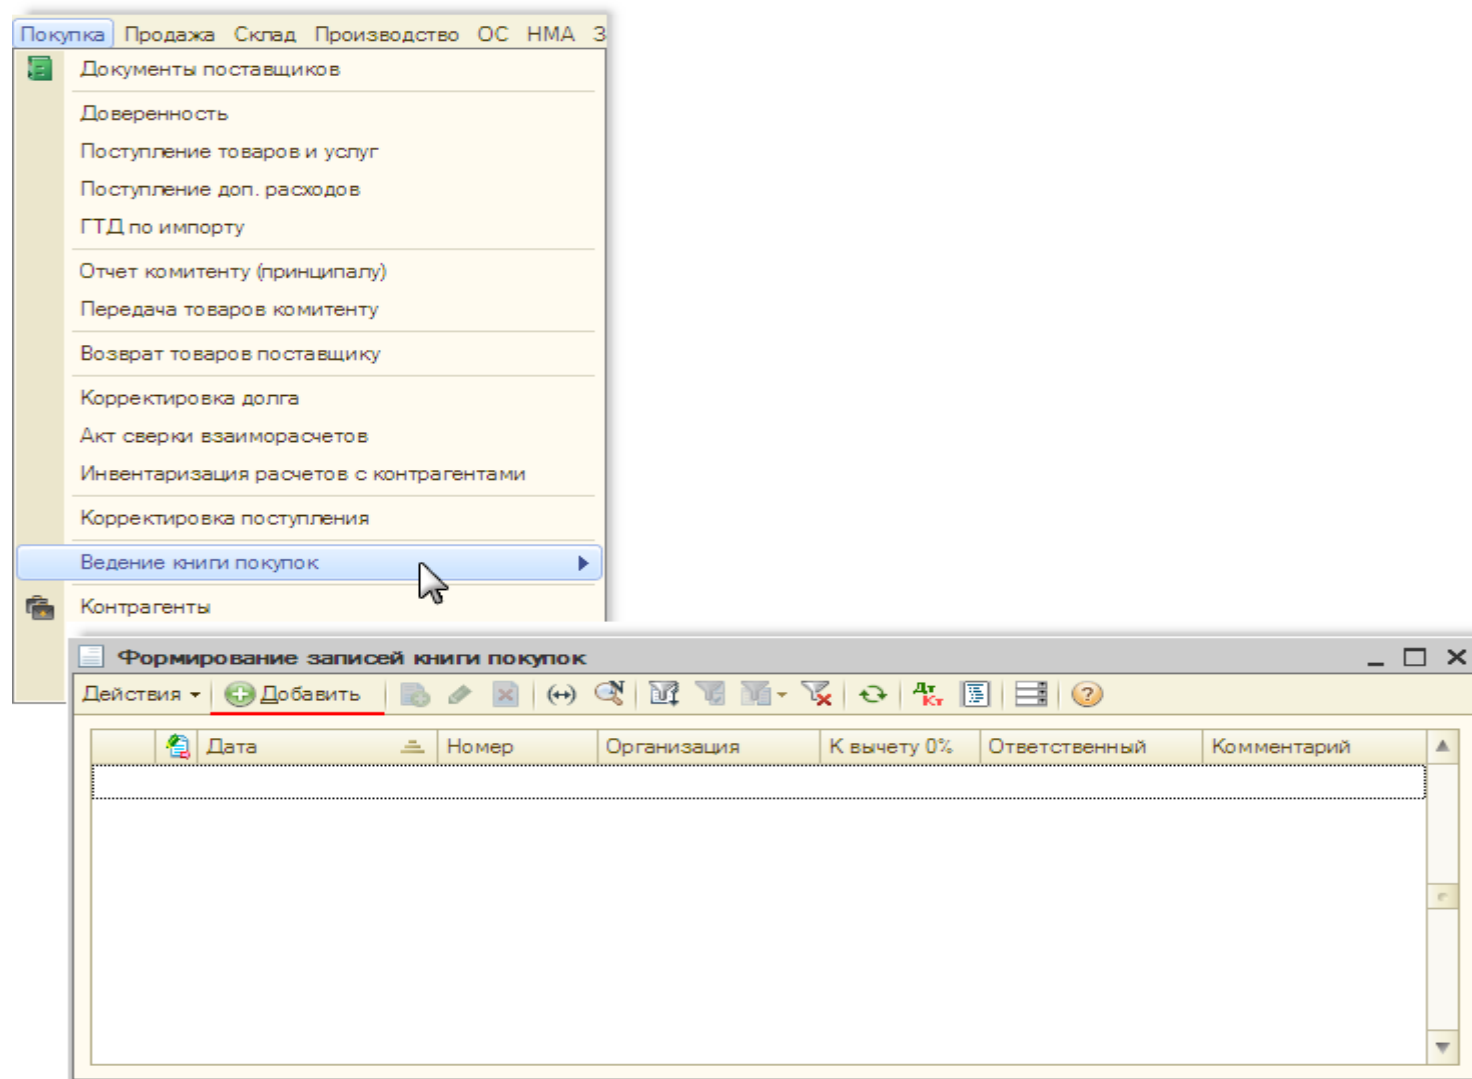 Покупка Продажа Склад Производство ОС НМА З
Документы поставщиков
Доверенность
Поступление товаров и услуг
Поступление доп. расходов
ГТД по импорту
Отчет комитенту (принципалу)
Передача товаров комитенту
Возврат товаров поставщику
Корректировка долга
Акт сверки взаиморасчетов
Инвентаризация расчетов с контрагентами
Корректировка поступления
Ведение книги покупок
Контрагенты
Формирование записей книги покупок
Действия Добавить Дт Кт
Дата Номер Организация К вычету 0% Ответственный Комментарий